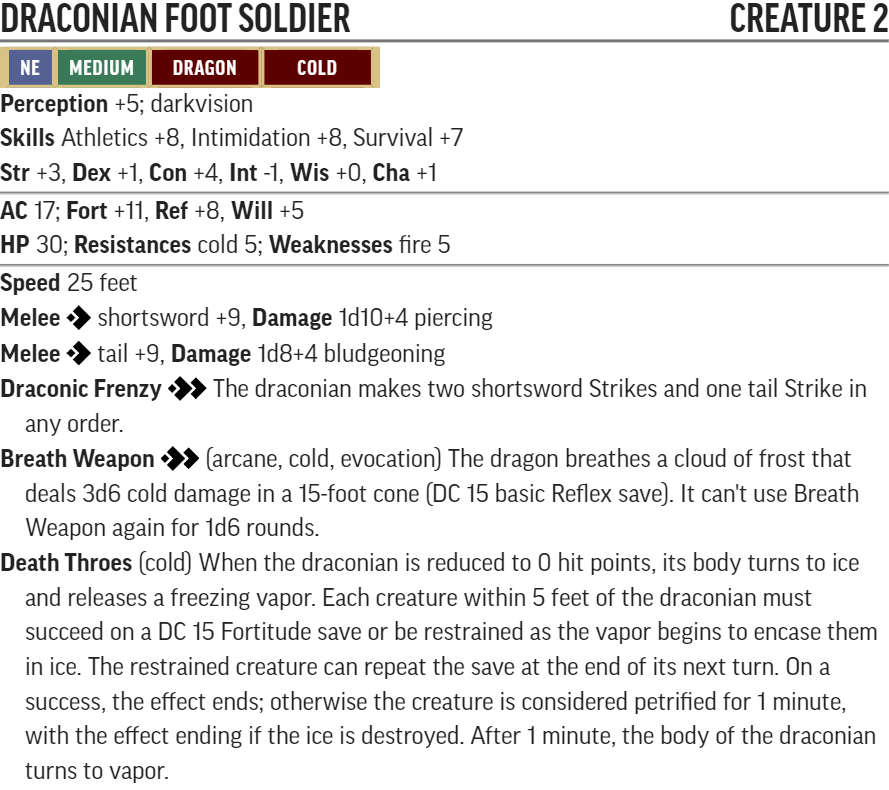 DRACONIAN FOOT SOLDIER CREATURE 2
NE MEDIUM DRAGON COLD
Perception +5; darkvision
Skills Athletics +8, Intimidation +8, Survival +7
Str +3, Dex +1, Con +4, Int -1, Wis +0, Cha +1
AC 17; Fort +11, Ref +8, Will +5
HP 30; Resistances cold 5; Weaknesses fire 5
Speed 25 feet
Melee shortsword +9, Damage 1d10+4 piercing
Melee tail +9, Damage 1d8+4 bludgeoning
Draconic Frenzy The draconian makes two shortsword Strikes and one tail Strike in
any order.
Breath Weapon (arcane, cold, evocation) The dragon breathes a cloud of frost that
deals 3d6 cold damage in a 15-foot cone (DC 15 basic Reflex save). It can't use Breath
Weapon again for 1d6 rounds.
Death Throes (cold) When the draconian is reduced to 0 hit points, its body turns to ice
and releases a freezing vapor. Each creature within 5 feet of the draconian must
succeed on a DC 15 Fortitude save or be restrained as the vapor begins to encase them
in ice. The restrained creature can repeat the save at the end of its next turn. On a
success, the effect ends; otherwise the creature is considered petrified for 1 minute,
with the effect ending if the ice is destroyed. After 1 minute, the body of the draconian
turns to vapor.